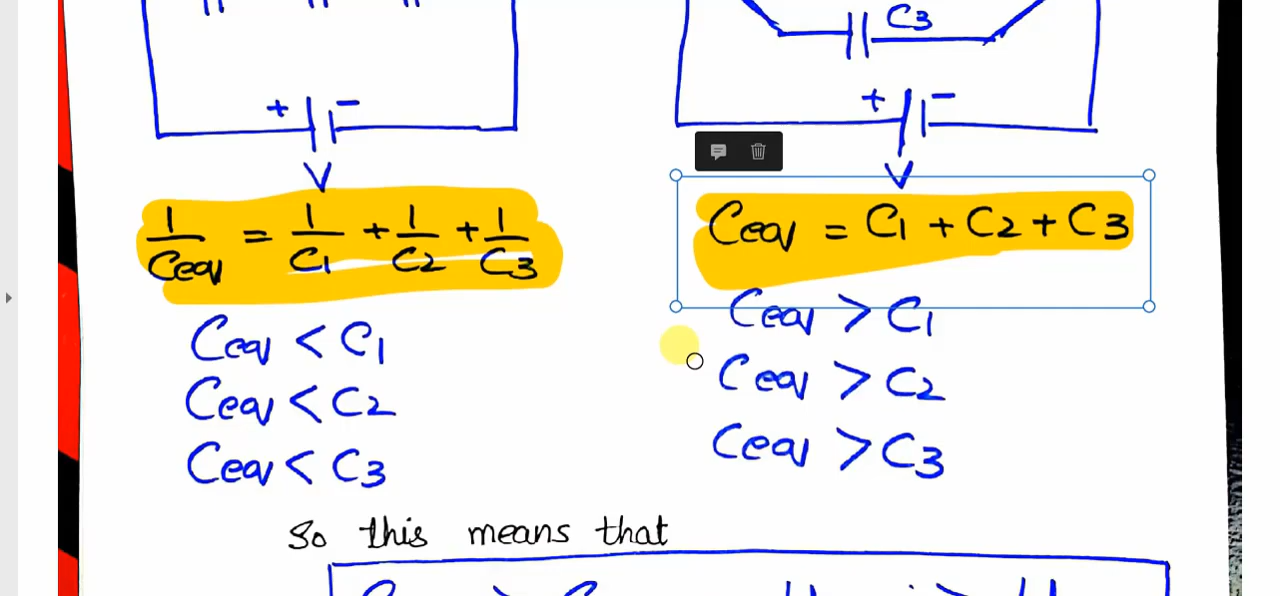 C3
+ -
+ -
1/Ceq = 1/C1 + 1/C2 + 1/C3
Ceq < C1
Ceq < C2
Ceq < C3
Ceq = C1 + C2 + C3
Ceq > C1
Ceq > C2
Ceq > C3
So this means that